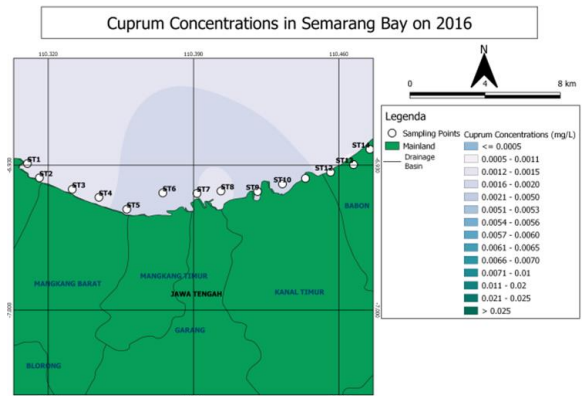 Cuprum Concentrations in Semarang Bay on 2016
110.320
110.390
110.460
N
0
4
8 km
Legenda
Sampling Points
Mainland
Drainage
Basin
Cuprum Concentrations (mg/L)
<= 0.0005
0.0005 - 0.0011
0.0012 - 0.0015
0.0016 - 0.0020
0.0021 - 0.0050
0.0051 - 0.0053
0.0054 - 0.0056
0.0057 - 0.0060
0.0061 - 0.0065
0.0066 - 0.0070
0.0071 - 0.01
0.011 - 0.02
0.021 - 0.025
> 0.025
-6.930
ST1
ST2
ST3
ST4
ST5
ST6
ST7
ST8
ST9
ST10
ST12
ST13
ST14
BABON
MANGKANG BARAT
MANGKANG TIMUR
JAWA TENGAH
KANAL TIMUR
-7.000
-7.000
GARANG